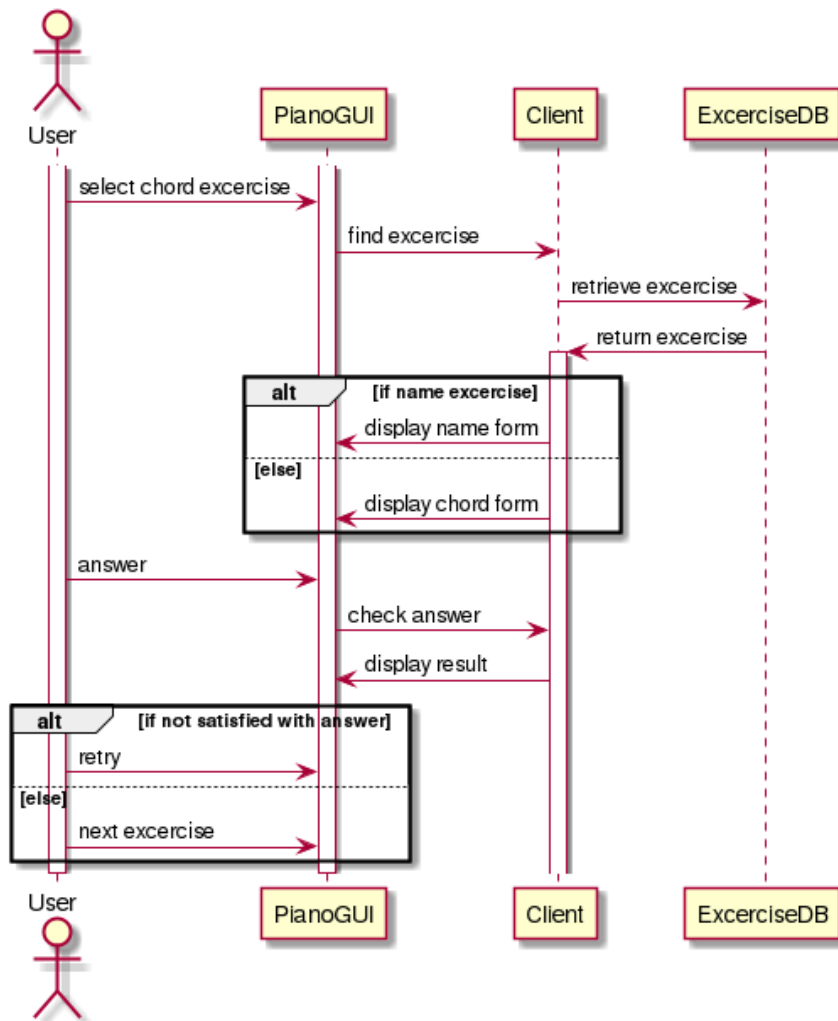 User
PianoGUI
Client
ExcerciseDB
select chord excercise
find excercise
retrieve excercise
return excercise
alt
[if name excercise]
display name form
[else]
display chord form
answer
check answer
display result
alt
[if not satisfied with answer]
retry
[else]
next excercise
User
PianoGUI
Client
ExcerciseDB